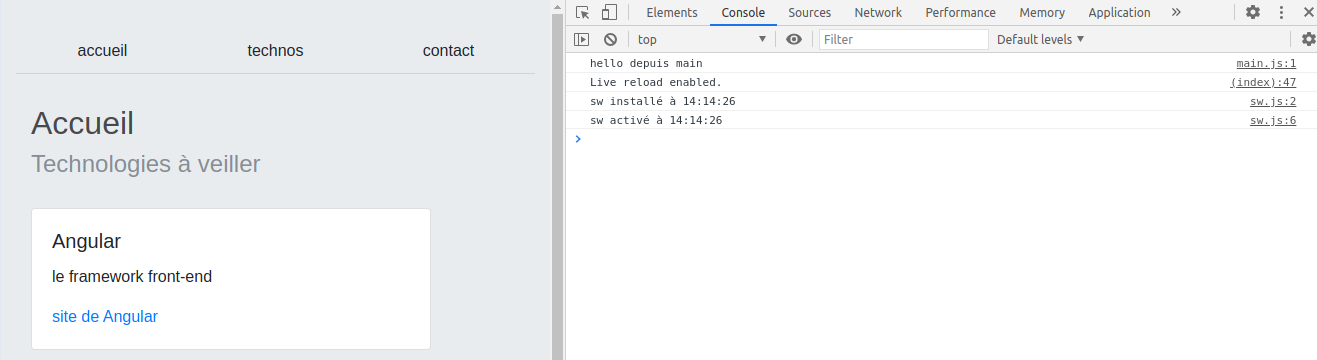 accueil technos contact
Accueil
Technologies à veiller
Angular
le framework front-end
site de Angular
Elements Console Sources Network Performance Memory Application »
top Filter Default levels
hello depuis main main.js:1
Live reload enabled. (index):47
sw installé à 14:14:26 sw.js:2
sw activé à 14:14:26 sw.js:6